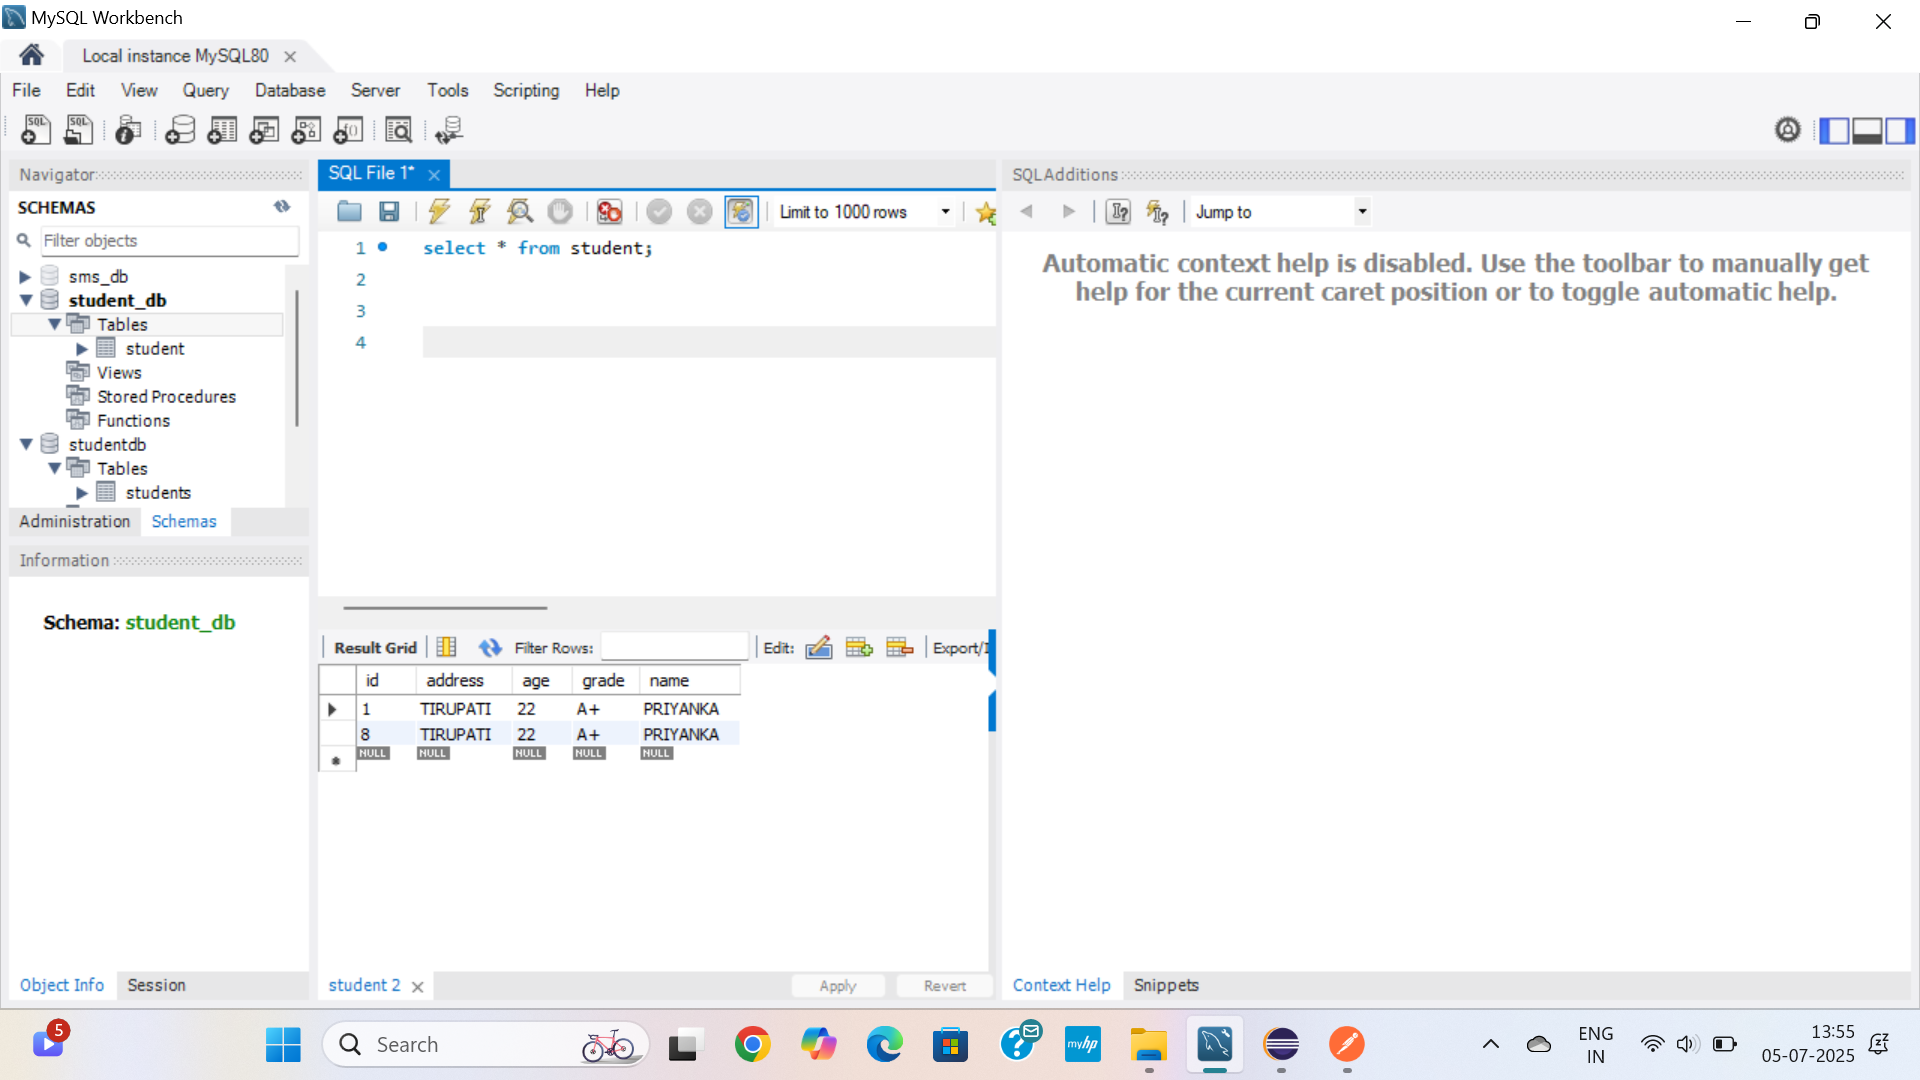 MySQL Workbench
Local instance MySQL80
File Edit View Query Database Server Tools Scripting Help
Navigator
SCHEMAS
Filter objects
sms_db
student_db
Tables
student
Views
Stored Procedures
Functions
studentdb
Tables
students
Administration Schemas
Information
Schema: student_db
Object Info Session
SQL File 1*
Limit to 1000 rows
1 select * from student;
2
3
4
Result Grid Filter Rows: Edit: Export/I
id address age grade name
1 TIRUPATI 22 A+ PRIYANKA
8 TIRUPATI 22 A+ PRIYANKA
NULL NULL NULL NULL NULL
student 2 Apply Revert
SQLAdditions
Jump to
Automatic context help is disabled. Use the toolbar to manually get
help for the current caret position or to toggle automatic help.
Context Help Snippets
5
Search
myhp
ENG
IN
13:55
05-07-2025